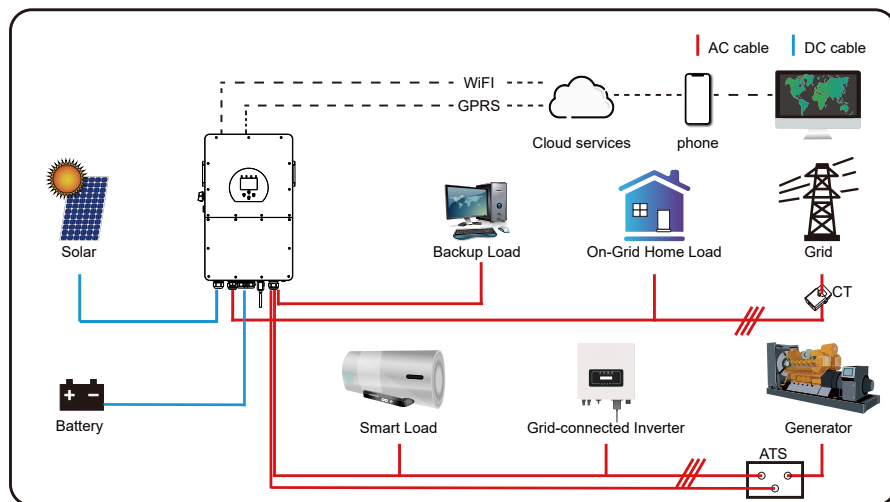 AC cable
DC cable
WiFI
GPRS
Cloud services
phone
Solar
Backup Load
On-Grid Home Load
Grid
CT
Battery
Smart Load
Grid-connected Inverter
Generator
ATS